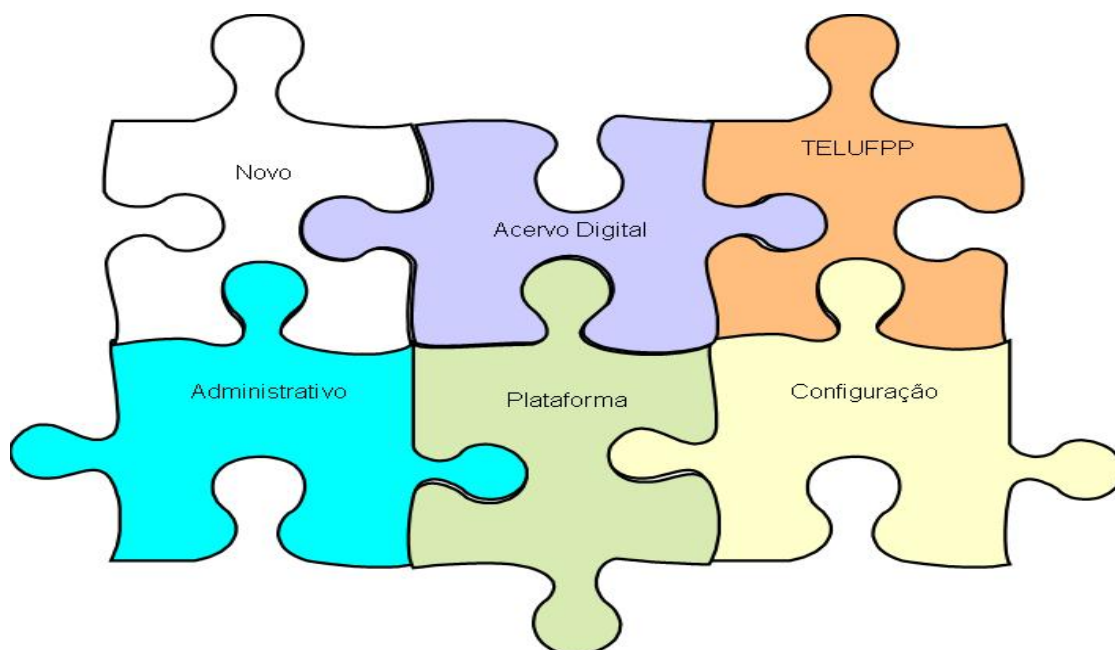 Novo
Acervo Digital
TELUFPP
Administrativo
Plataforma
Configuração